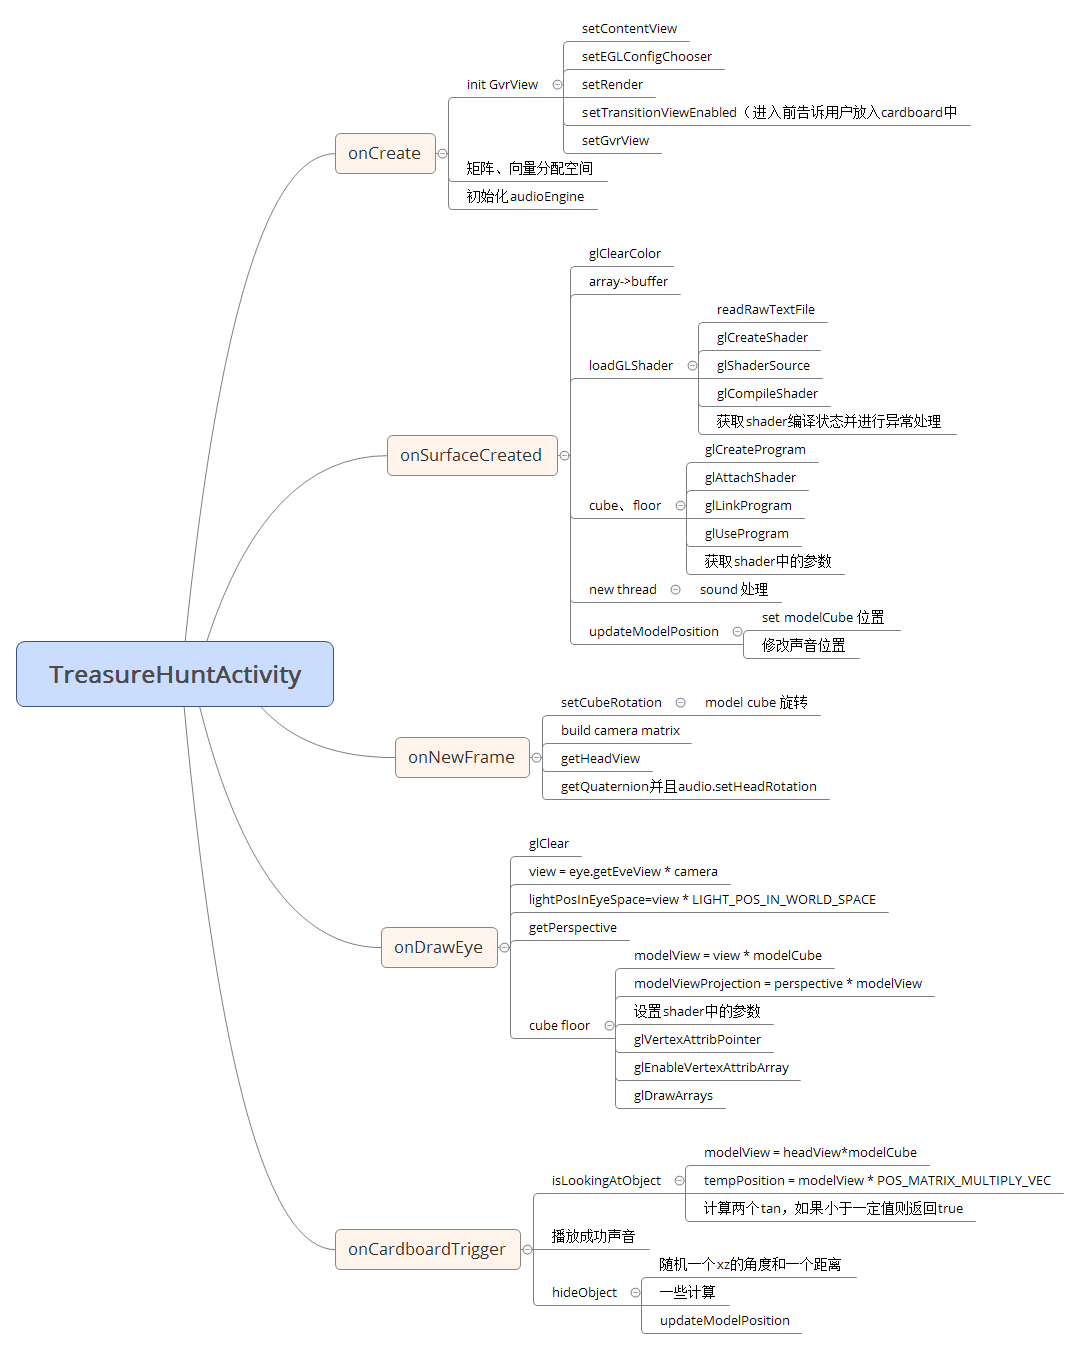 TreasureHuntActivity
onCreate
init GvrView
setContentView
setEGLConfigChooser
setRender
setTransitionViewEnabled（进入前告诉用户放入cardboard中
setGvrView
矩阵、向量分配空间
初始化audioEngine
onSurfaceCreated
glClearColor
array->buffer
loadGLShader
readRawTextFile
glCreateShader
glShaderSource
glCompileShader
获取shader编译状态并进行异常处理
cube、floor
glCreateProgram
glAttachShader
glLinkProgram
glUseProgram
获取shader中的参数
new thread
sound 处理
updateModelPosition
set modelCube 位置
修改声音位置
onNewFrame
setCubeRotation
model cube 旋转
build camera matrix
getHeadView
getQuaternion并且audio.setHeadRotation
onDrawEye
glClear
view = eye.getEveView * camera
lightPosInEyeSpace=view * LIGHT_POS_IN_WORLD_SPACE
getPerspective
cube floor
modelView = view * modelCube
modelViewProjection = perspective * modelView
设置shader中的参数
glVertexAttribPointer
glEnableVertexAttribArray
glDrawArrays
onCardboardTrigger
isLookingAtObject
modelView = headView*modelCube
tempPosition = modelView * POS_MATRIX_MULTIPLY_VEC
计算两个tan，如果小于一定值则返回true
播放成功声音
hideObject
随机一个xz的角度和一个距离
一些计算
updateModelPosition